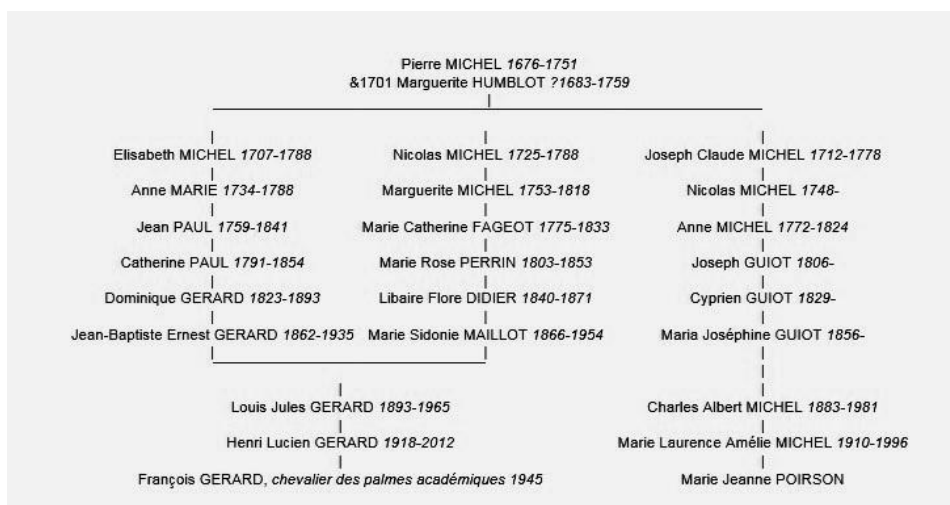 Pierre MICHEL 1676-1751
&1701 Marguerite HUMBLOT ?1683-1759
Elisabeth MICHEL 1707-1788 Nicolas MICHEL 1725-1788 Joseph Claude MICHEL 1712-1778
Anne MARIE 1734-1788 Marguerite MICHEL 1753-1818 Nicolas MICHEL 1748-
Jean PAUL 1759-1841 Marie Catherine FAGEOT 1775-1833 Anne MICHEL 1772-1824
Catherine PAUL 1791-1854 Marie Rose PERRIN 1803-1853 Joseph GUIOT 1806-
Dominique GERARD 1823-1893 Libaire Flore DIDIER 1840-1871 Cyprien GUIOT 1829-
Jean-Baptiste Ernest GERARD 1862-1935 Marie Sidonie MAILLOT 1866-1954 Maria Joséphine GUIOT 1856-
Louis Jules GERARD 1893-1965 Charles Albert MICHEL 1883-1981
Henri Lucien GERARD 1918-2012 Marie Laurence Amélie MICHEL 1910-1996
François GERARD, chevalier des palmes académiques 1945 Marie Jeanne POIRSON